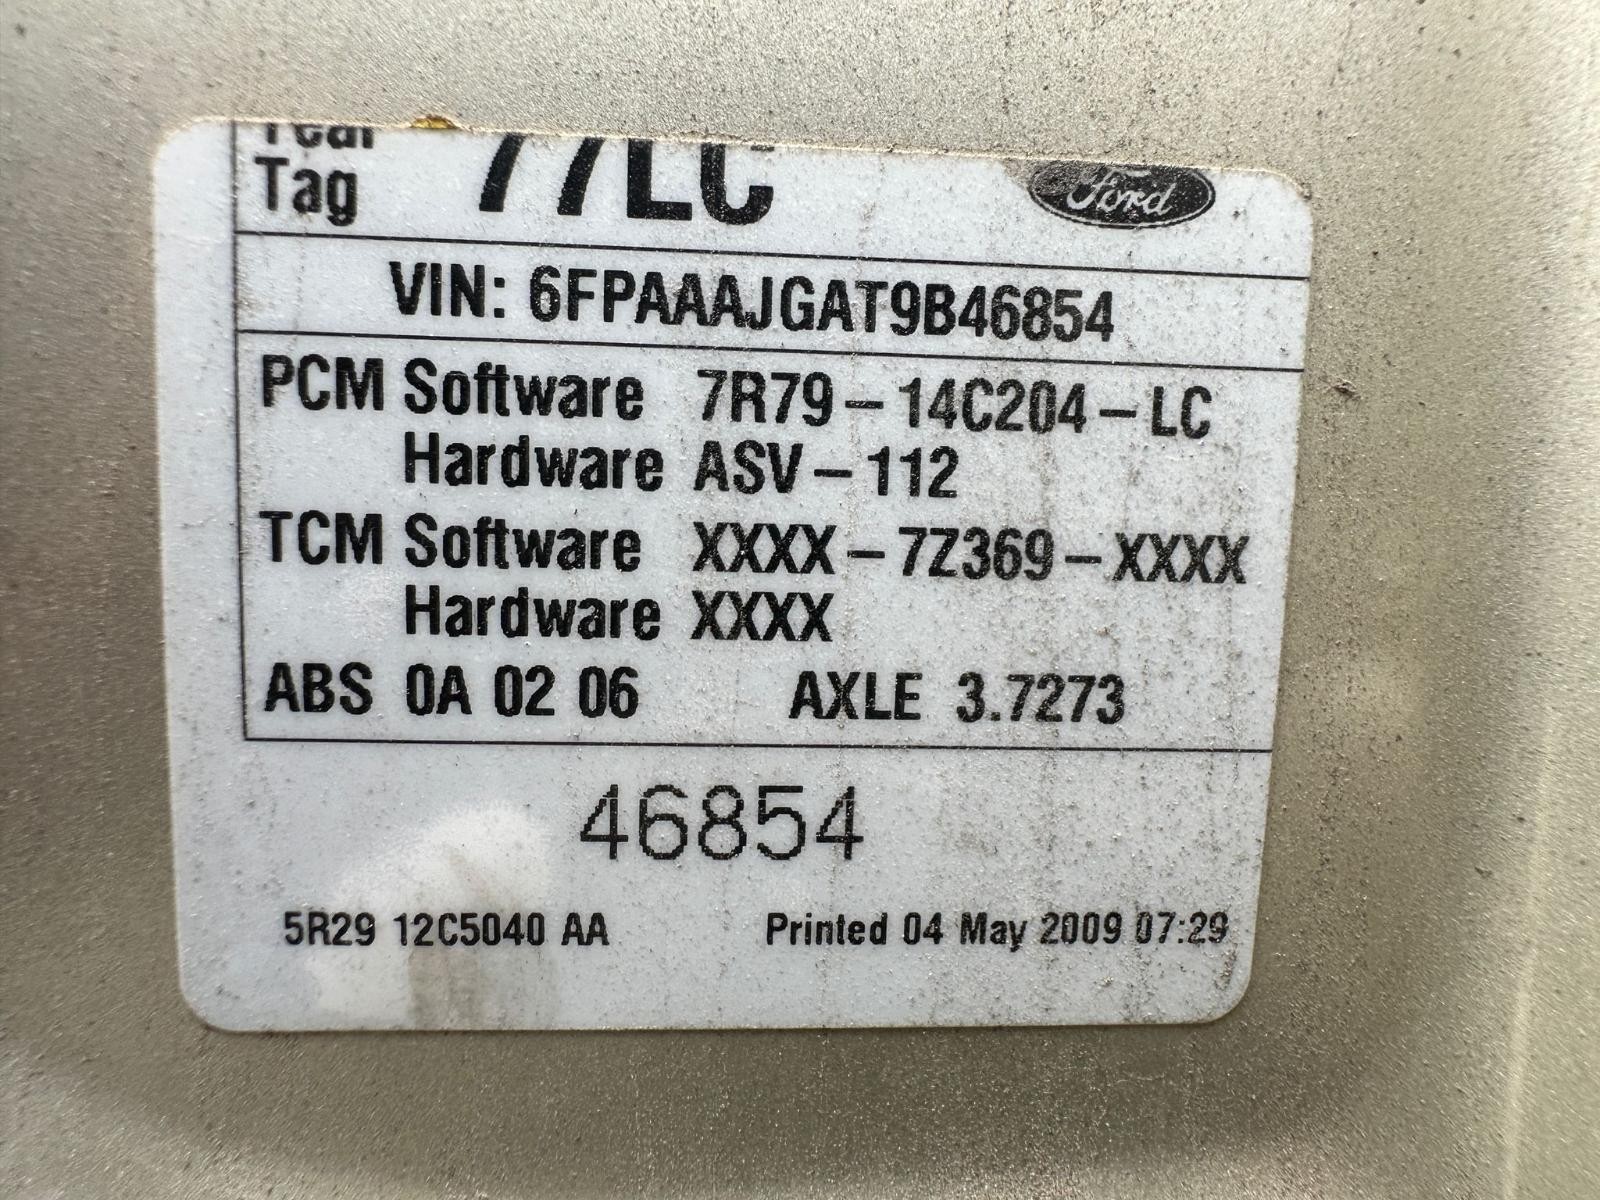 Tear
Tag 77LC Ford
VIN: 6FPAAAJGAT9B46854
PCM Software 7R79-14C204-LC
Hardware ASV-112
TCM Software XXXX-7Z369-XXXX
Hardware XXXX
ABS 0A 02 06 AXLE 3.7273
46854
5R29 12C5040 AA Printed 04 May 2009 07:29